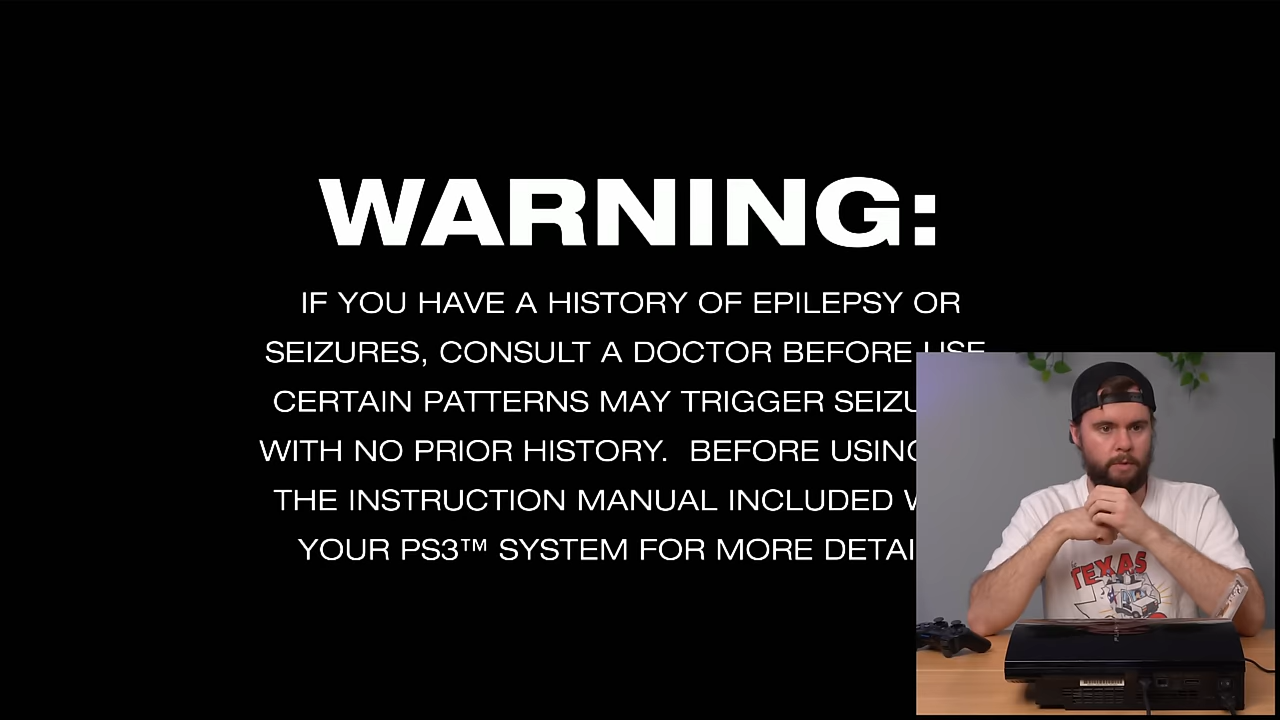 WARNING:
IF YOU HAVE A HISTORY OF EPILEPSY OR
SEIZURES, CONSULT A DOCTOR BEFORE USE
CERTAIN PATTERNS MAY TRIGGER
WITH NO PRIOR HISTORY. BEFORE
THE INSTRUCTION MANUAL INCLUDED
YOUR PS3™ SYSTEM FOR MORE
TEXAS